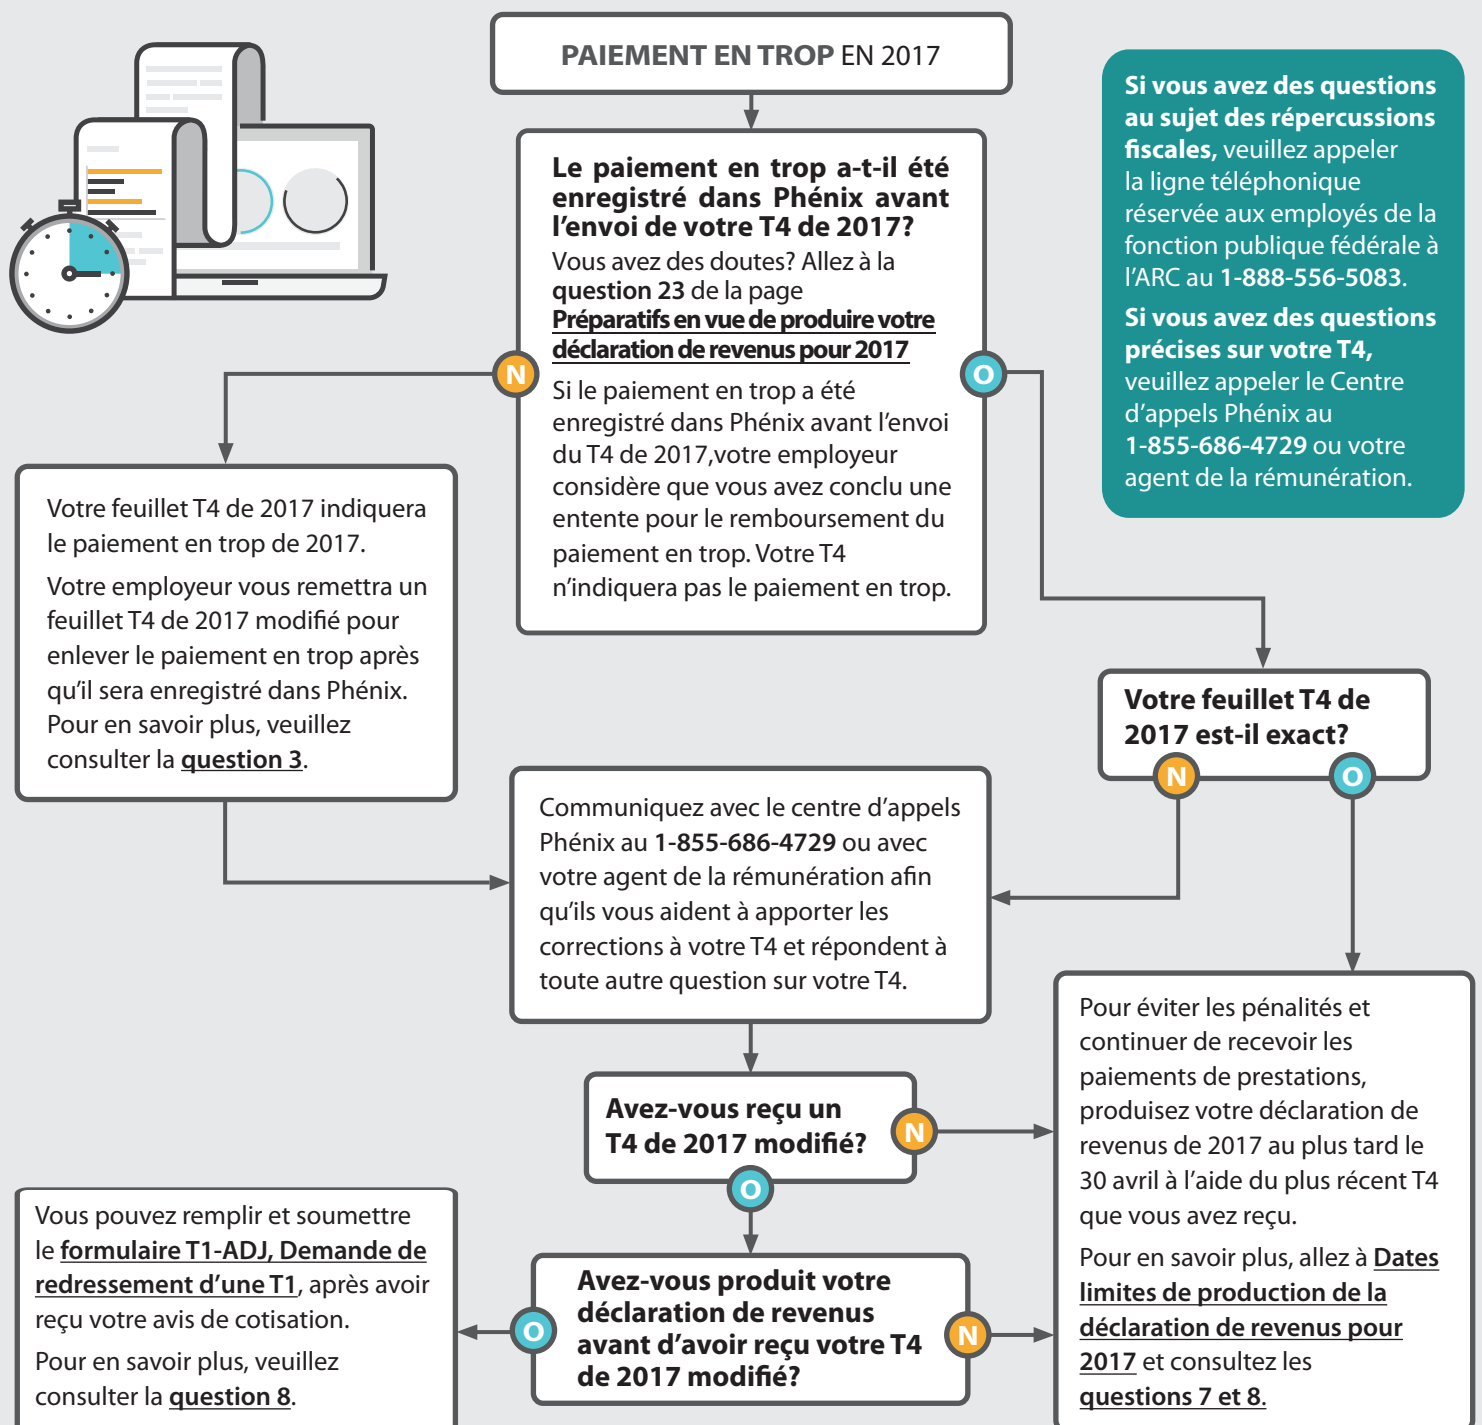 PAIEMENT EN TROP EN 2017
Si vous avez des questions
au sujet des répercussions
fiscales, veuillez appeler
la ligne téléphonique
réservée aux employés de la
fonction publique fédérale à
l’ARC au 1-888-556-5083.
Si vous avez des questions
précises sur votre T4,
veuillez appeler le Centre
d’appels Phénix au
1-855-686-4729 ou votre
agent de la rémunération.
Le paiement en trop a-t-il été
enregistré dans Phénix avant
l’envoi de votre T4 de 2017?
Vous avez des doutes? Allez à la
question 23 de la page
Préparatifs en vue de produire votre
déclaration de revenus pour 2017
N
O
Si le paiement en trop a été
enregistré dans Phénix avant l’envoi
du T4 de 2017,votre employeur
considère que vous avez conclu une
entente pour le remboursement du
paiement en trop. Votre T4
n’indiquera pas le paiement en trop.
Votre feuillet T4 de 2017 indiquera
le paiement en trop de 2017.
Votre employeur vous remettra un
feuillet T4 de 2017 modifié pour
enlever le paiement en trop après
qu’il sera enregistré dans Phénix.
Pour en savoir plus, veuillez
consulter la question 3.
Votre feuillet T4 de
2017 est-il exact?
N
O
Communiquez avec le centre d’appels
Phénix au 1-855-686-4729 ou avec
votre agent de la rémunération afin
qu’ils vous aident à apporter les
corrections à votre T4 et répondent à
toute autre question sur votre T4.
Avez-vous reçu un
T4 de 2017 modifié?
N
O
Pour éviter les pénalités et
continuer de recevoir les
paiements de prestations,
produisez votre déclaration de
revenus de 2017 au plus tard le
30 avril à l’aide du plus récent T4
que vous avez reçu.
Pour en savoir plus, allez à Dates
limites de production de la
déclaration de revenus pour
2017 et consultez les
questions 7 et 8.
Avez-vous produit votre
déclaration de revenus
avant d’avoir reçu votre T4
de 2017 modifié?
O
N
Vous pouvez remplir et soumettre
le formulaire T1-ADJ, Demande de
redressement d’une T1, après avoir
reçu votre avis de cotisation.
Pour en savoir plus, veuillez
consulter la question 8.